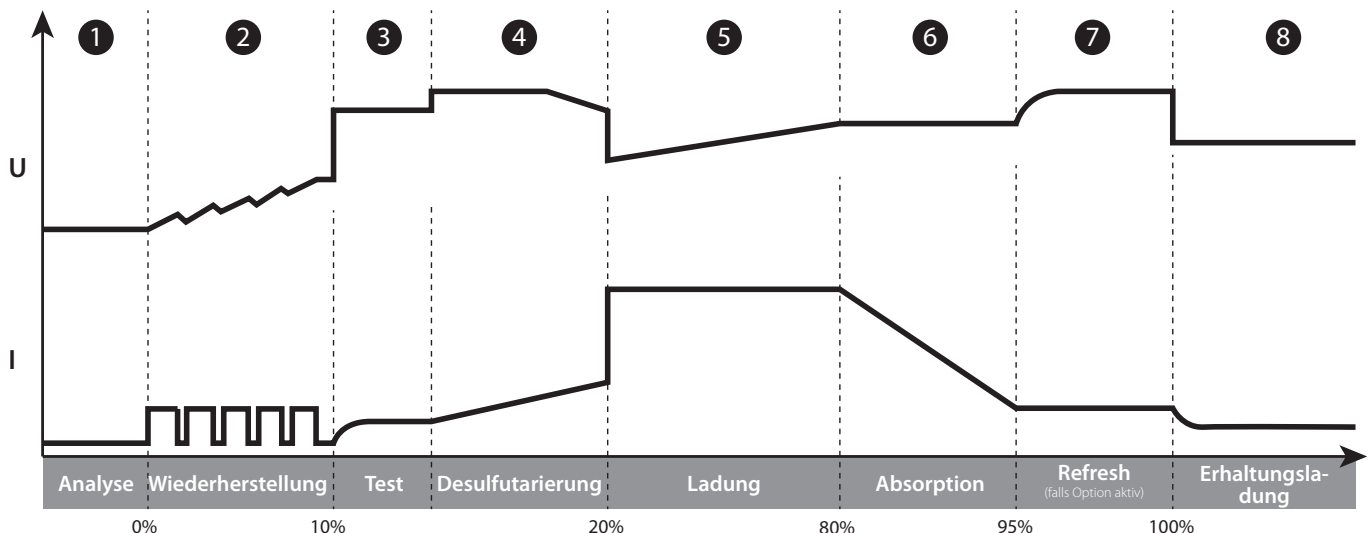 1 2 3 4 5 6 7 8
U
I
Analyse Wiederherstellung Test Desulfutarierung Ladung Absorption Refresh Erhaltungsla-
(falls Option aktiv) dung
0% 10% 20% 80% 95% 100%